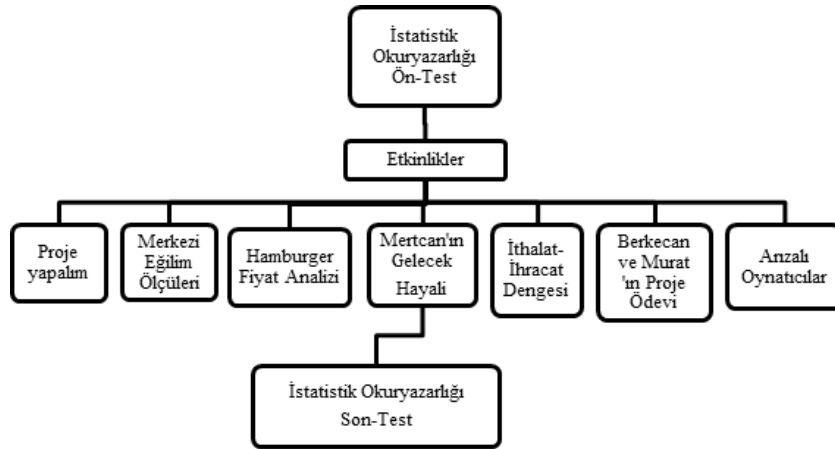 İstatistik
Okuryazarlığı
Ön-Test
Etkinlikler
Proje
yapalım
Merkezi
Eğilim
Ölçüleri
Hamburger
Fiyat Analizi
Mertcan'ın
Gelecek
Hayali
İthalat-
İhracat
Dengesi
Berkecan
ve Murat
'ın Proje
Ödevi
Arızalı
Oynatıcılar
İstatistik Okuryazarlığı
Son-Test